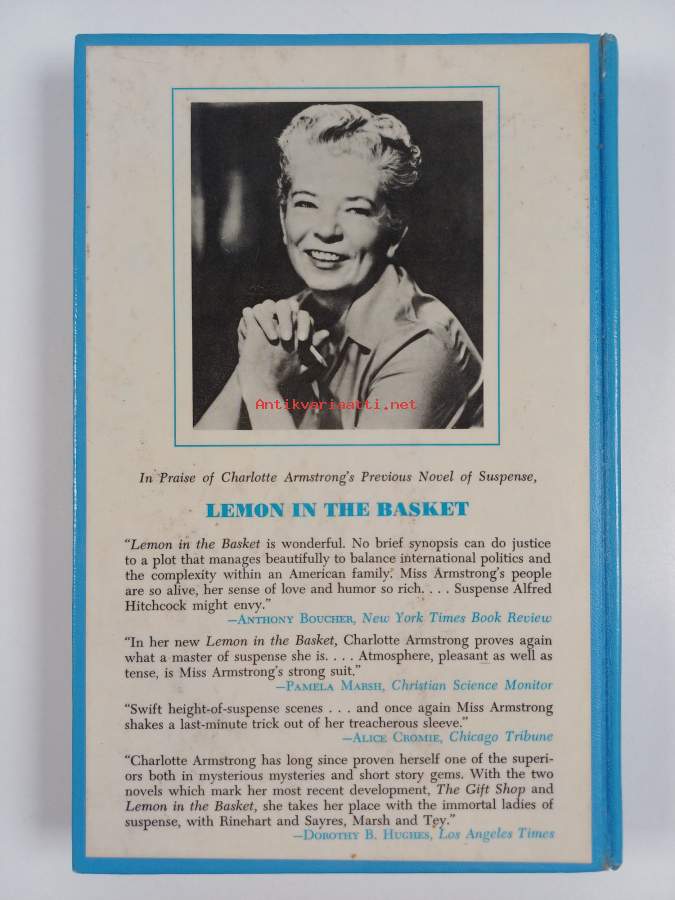 Antikvariaatti.net
In Praise of Charlotte Armstrong's Previous Novel of Suspense,
LEMON IN THE BASKET
"Lemon in the Basket is wonderful. No brief synopsis can do justice
to a plot that manages beautifully to balance international politics and
the complexity within an American family. Miss Armstrong's people
are so alive, her sense of love and humor so rich. . . . Suspense Alfred
Hitchcock might envy."
—ANTHONY BOUCHER, New York Times Book Review
"In her new Lemon in the Basket, Charlotte Armstrong proves again
what a master of suspense she is. . . . Atmosphere, pleasant as well as
tense, is Miss Armstrong's strong suit."
—PAMELA MARSH, Christian Science Monitor
"Swift height-of-suspense scenes . . . and once again Miss Armstrong
shakes a last-minute trick out of her treacherous sleeve."
—ALICE CROMIE, Chicago Tribune
"Charlotte Armstrong has long since proven herself one of the superi-
ors both in mysterious mysteries and short story gems. With the two
novels which mark her most recent development, The Gift Shop and
Lemon in the Basket, she takes her place with the immortal ladies of
suspense, with Rinehart and Sayres, Marsh and Tey."
—DOROTHY B. HUGHES, Los Angeles Times